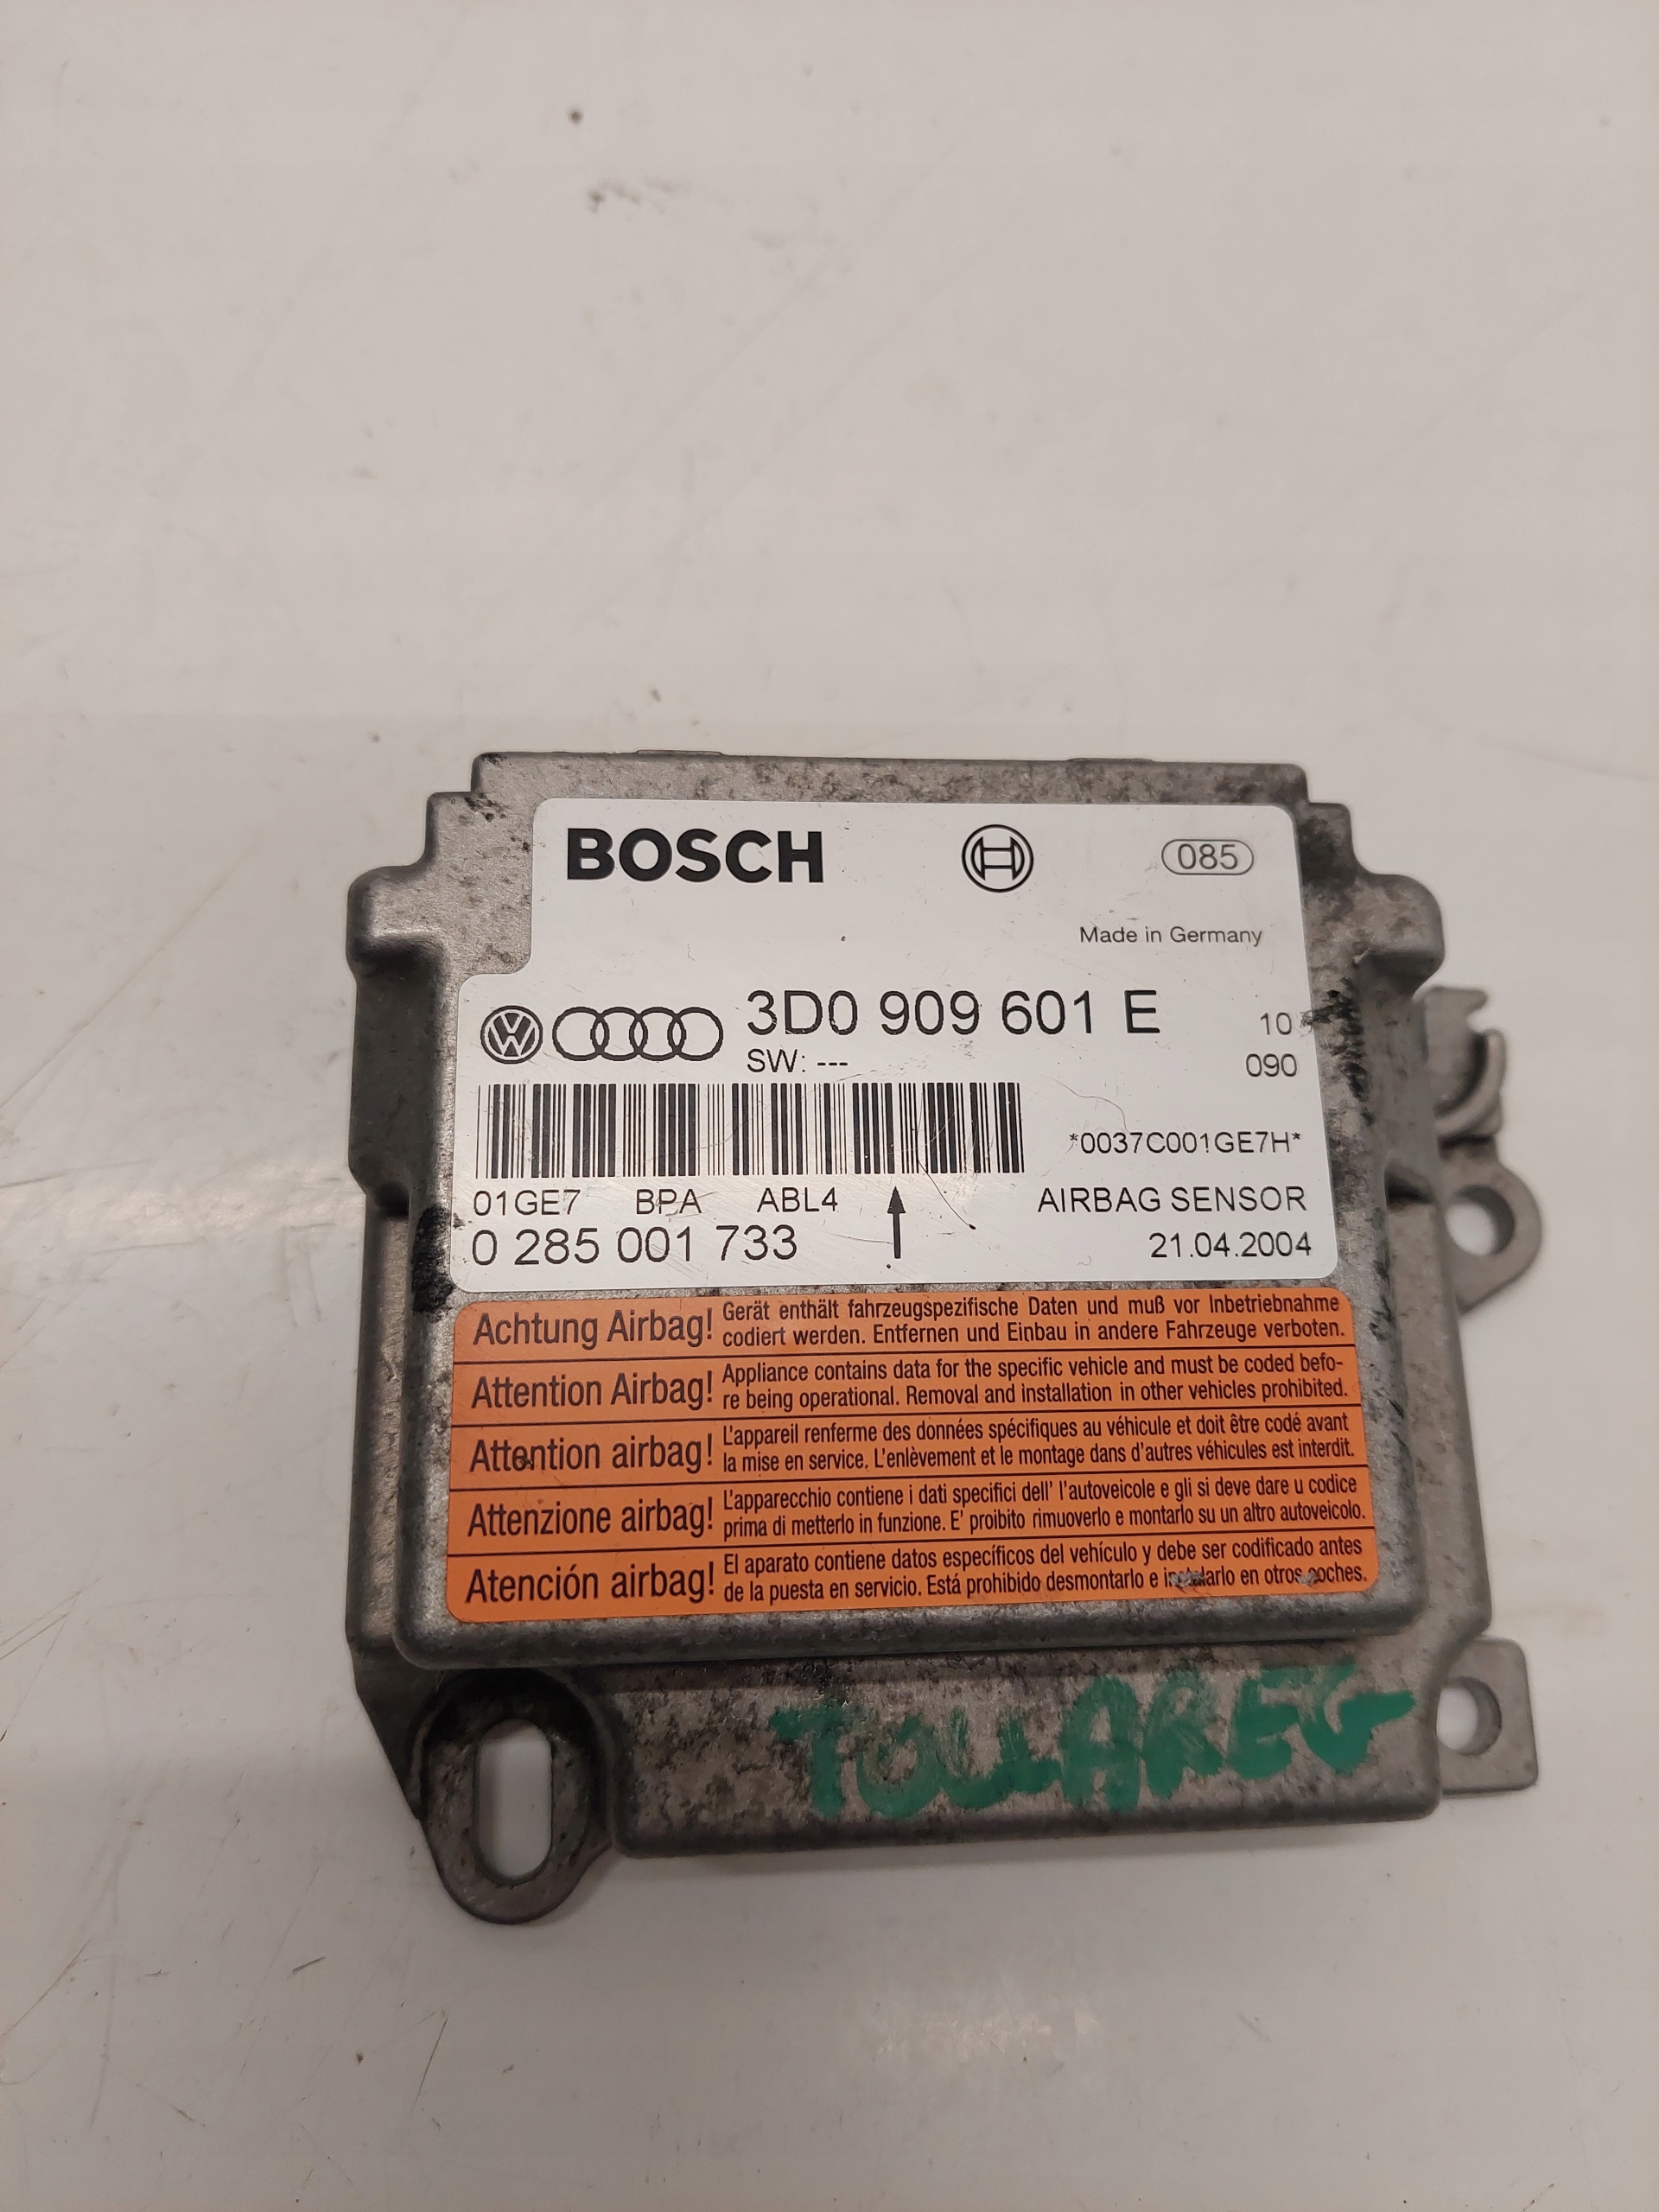 BOSCH 085
Made in Germany
3D0 909 601 E 10
SW: --- 090
*0037C001GE7H*
01GE7 BPA ABL4 AIRBAG SENSOR
0 285 001 733 21.04.2004
Achtung Airbag! Gerät enthält fahrzeugspezifische Daten und muß vor Inbetriebnahme
codiert werden. Entfernen und Einbau in andere Fahrzeuge verboten.
Attention Airbag! Appliance contains data for the specific vehicle and must be coded befo-
re being operational. Removal and installation in other vehicles prohibited.
Attention airbag! L'appareil renferme des données spécifiques au véhicule et doit être codé avant
la mise en service. L'enlèvement et le montage dans d'autres véhicules est interdit.
Attenzione airbag! L'apparecchio contiene i dati specifici dell' l'autoveicole e gli si deve dare u codice
prima di metterlo in funzione. E' proibito rimuoverlo e montarlo su un altro autoveicolo.
Atención airbag! El aparato contiene datos específicos del vehículo y debe ser codificado antes
de la puesta en servicio. Está prohibido desmontarlo e instalarlo en otros coches.
TOUAREG